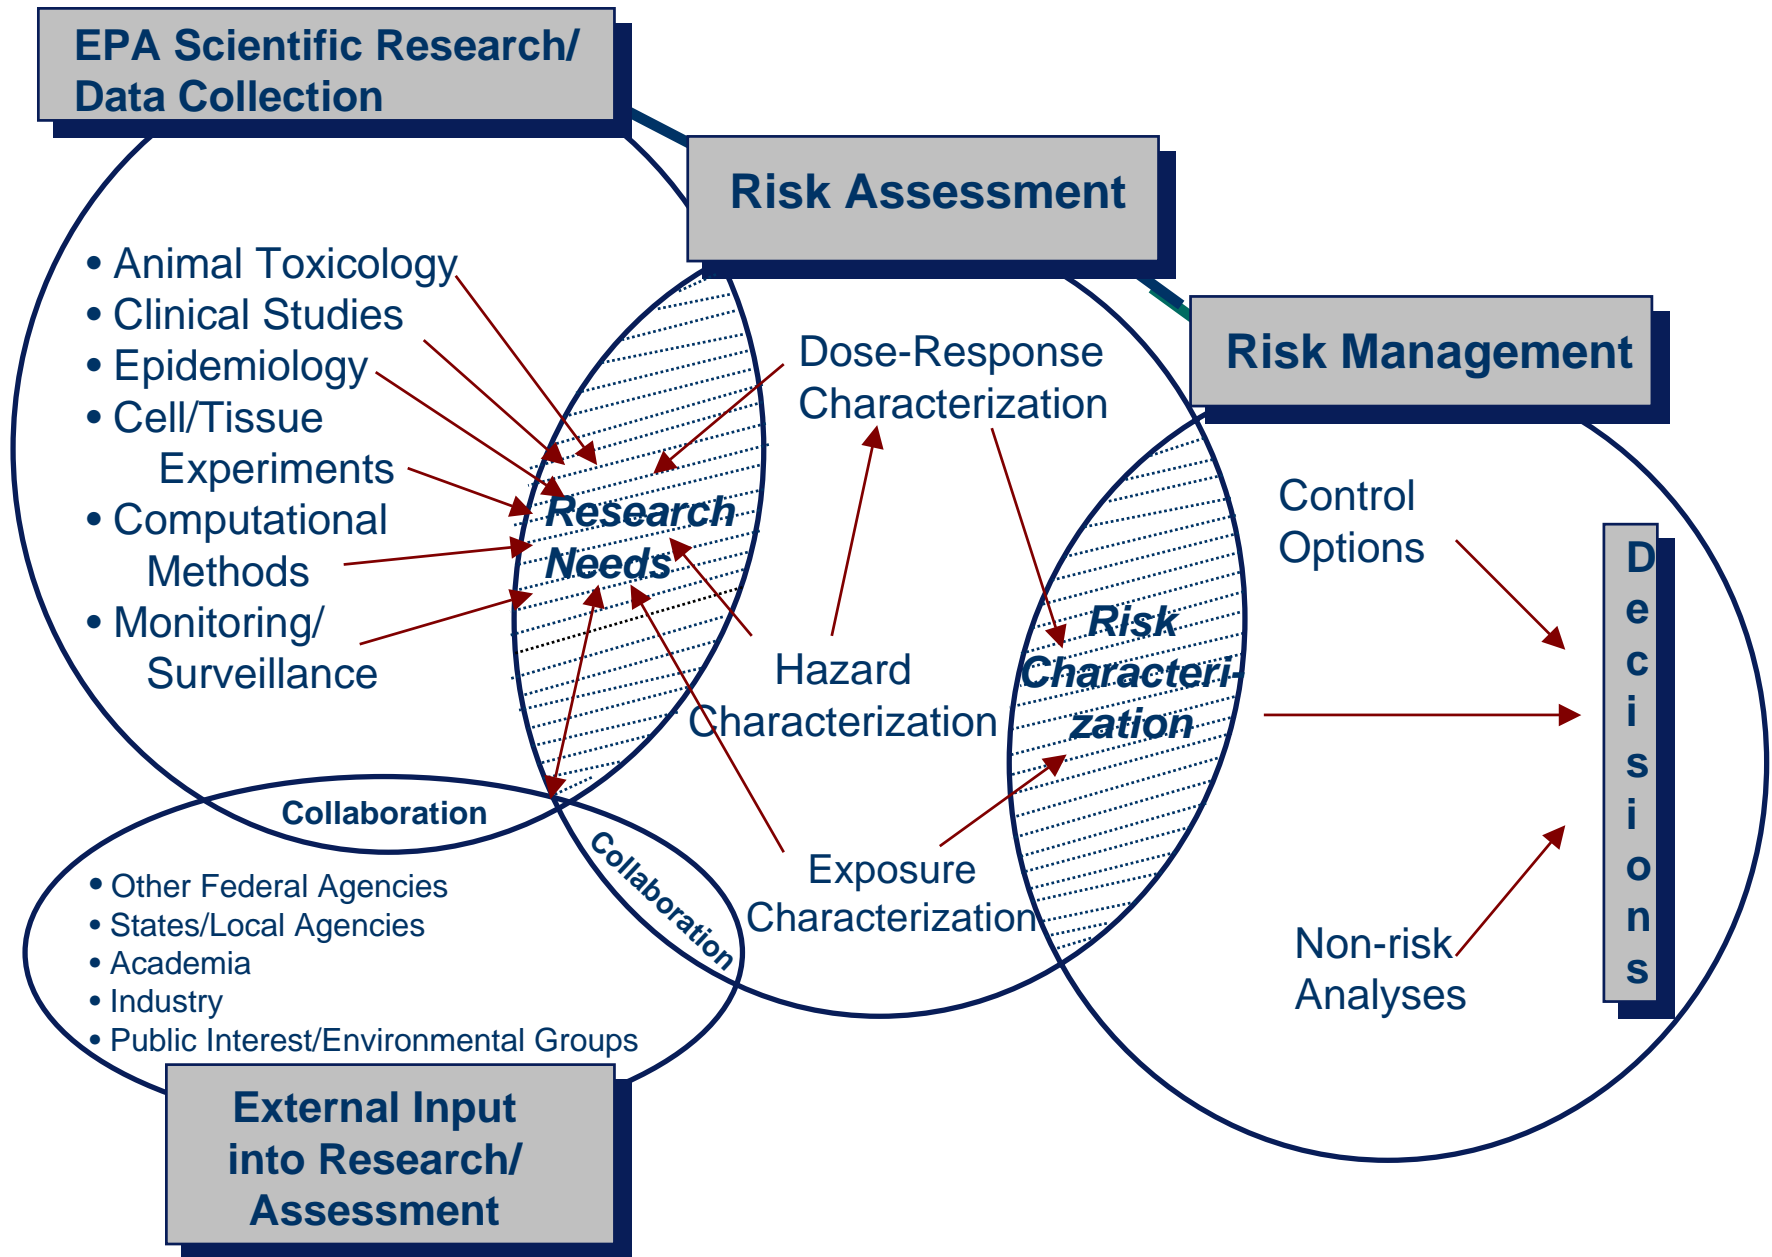 EPA Scientific Research/
Data Collection
Risk Assessment
Risk Management
• Animal Toxicology
• Clinical Studies
• Epidemiology
• Cell/Tissue
Experiments
• Computational
Methods
• Monitoring/
Surveillance
Research
Needs
Dose-Response
Characterization
Hazard
Characterization
Exposure
Characterization
Risk
Characteri-
zation
Control
Options
Non-risk
Analyses
Decisions
Collaboration
Collaboration
• Other Federal Agencies
• States/Local Agencies
• Academia
• Industry
• Public Interest/Environmental Groups
External Input
into Research/
Assessment